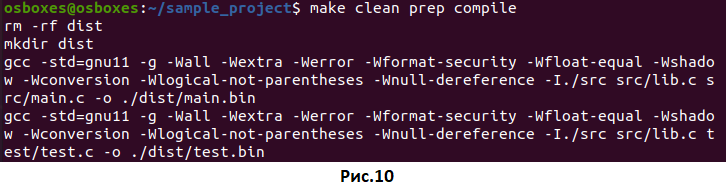 osboxes@osboxes:~/sample_project$ make clean prep compile
rm -rf dist
mkdir dist
gcc -std=gnu11 -g -Wall -Wextra -Werror -Wformat-security -Wfloat-equal -Wshado
w -Wconversion -Wlogical-not-parentheses -Wnull-dereference -I./src src/lib.c s
rc/main.c -o ./dist/main.bin
gcc -std=gnu11 -g -Wall -Wextra -Werror -Wformat-security -Wfloat-equal -Wshado
w -Wconversion -Wlogical-not-parentheses -Wnull-dereference -I./src src/lib.c t
est/test.c -o ./dist/test.bin
Рис.10